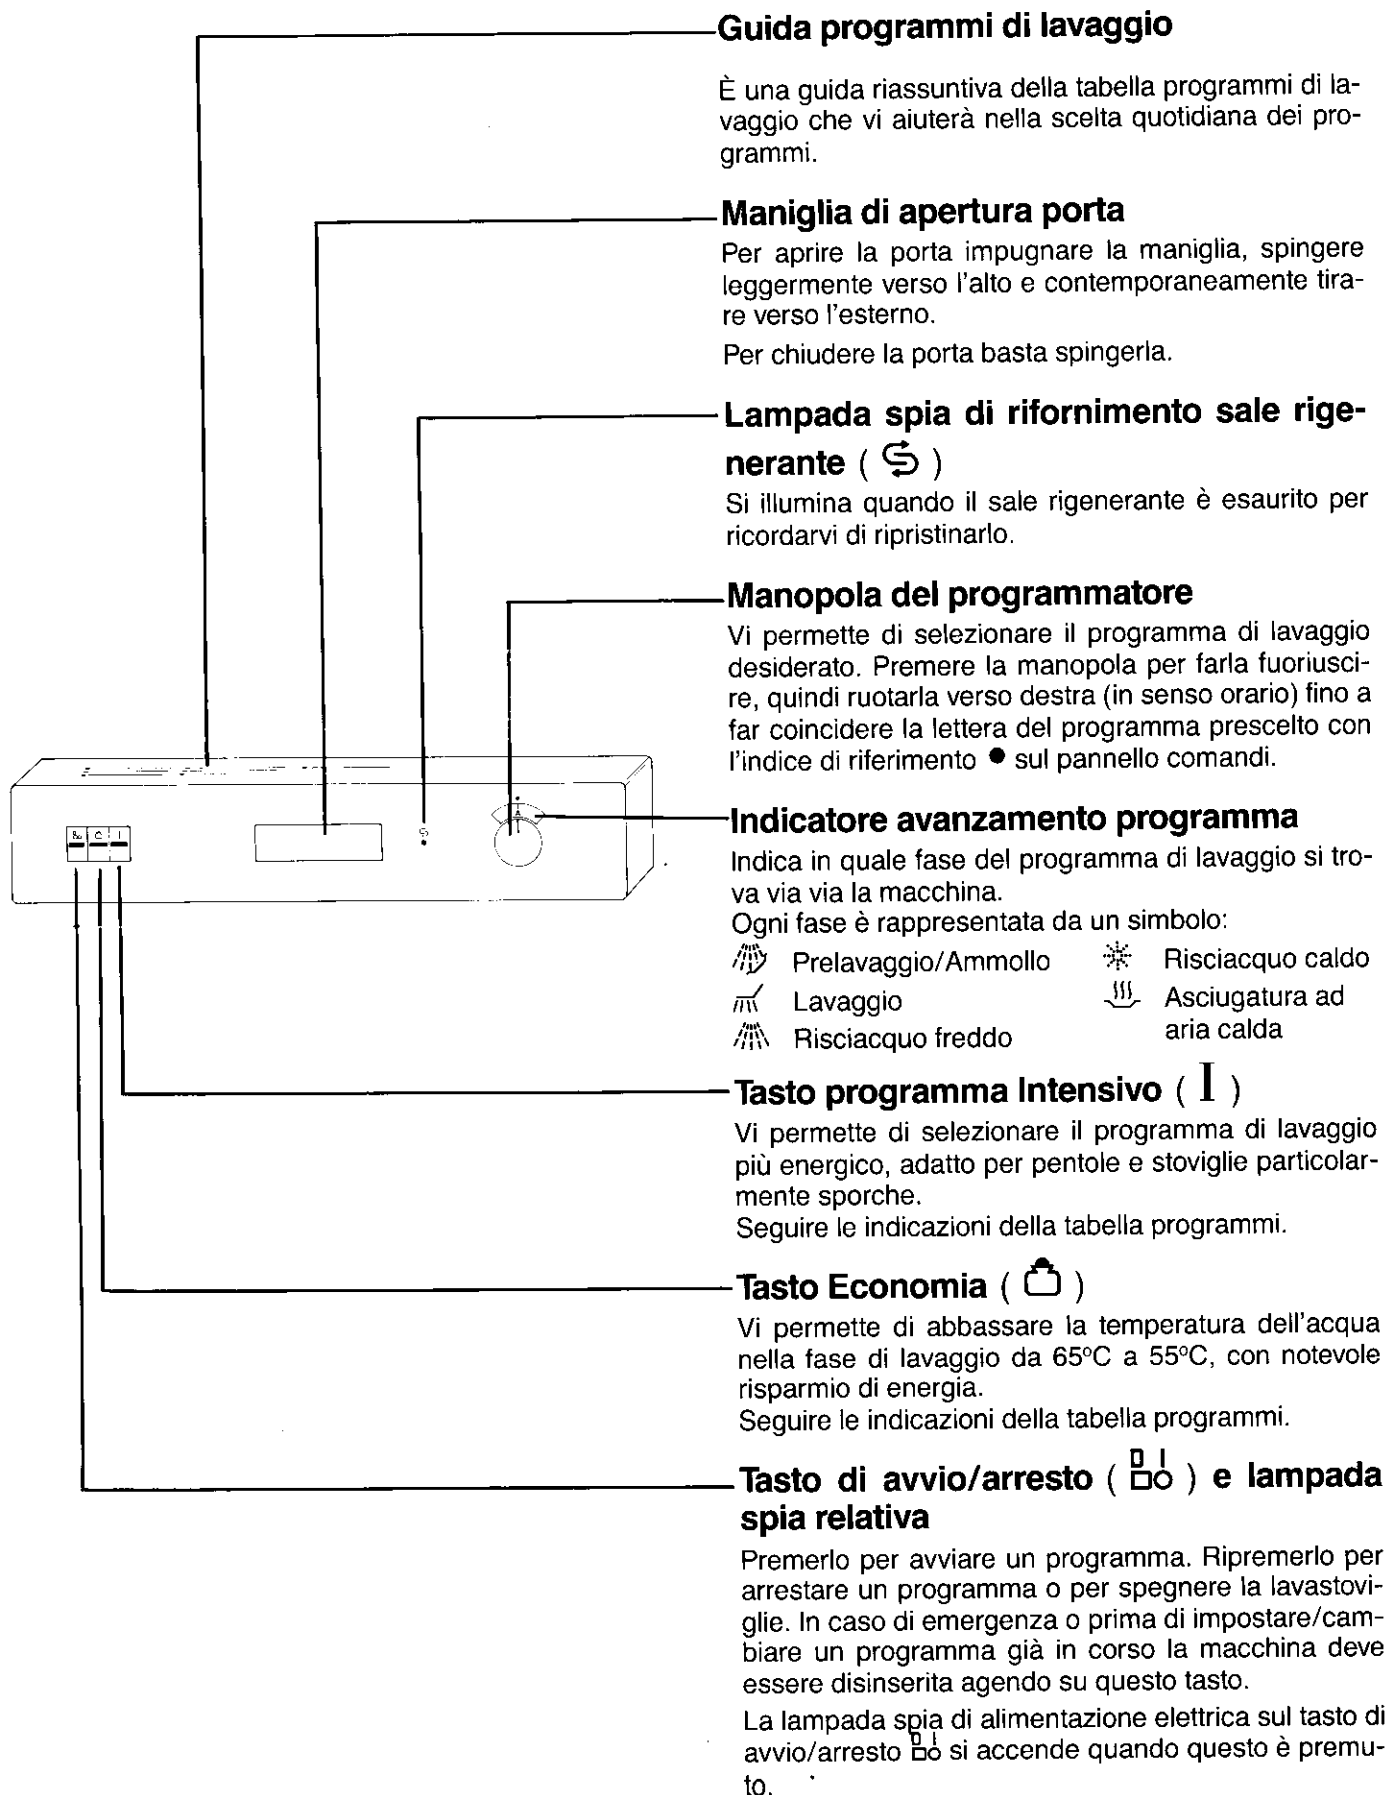 Guida programmi di lavaggio
È una guida riassuntiva della tabella programmi di la-
vaggio che vi aiuterà nella scelta quotidiana dei pro-
grammi.
Maniglia di apertura porta
Per aprire la porta impugnare la maniglia, spingere
leggermente verso l'alto e contemporaneamente tira-
re verso l'esterno.
Per chiudere la porta basta spingerla.
Lampada spia di rifornimento sale rige-
nerante ( )
Si illumina quando il sale rigenerante è esaurito per
ricordarvi di ripristinarlo.
Manopola del programmatore
Vi permette di selezionare il programma di lavaggio
desiderato. Premere la manopola per farla fuoriusci-
re, quindi ruotarla verso destra (in senso orario) fino a
far coincidere la lettera del programma prescelto con
l'indice di riferimento ● sul pannello comandi.
Indicatore avanzamento programma
Indica in quale fase del programma di lavaggio si tro-
va via via la macchina.
Ogni fase è rappresentata da un simbolo:
Prelavaggio/Ammollo
Lavaggio
Risciacquo freddo
Risciacquo caldo
Asciugatura ad
aria calda
Tasto programma Intensivo ( I )
Vi permette di selezionare il programma di lavaggio
più energico, adatto per pentole e stoviglie particolar-
mente sporche.
Seguire le indicazioni della tabella programmi.
Tasto Economia ( )
Vi permette di abbassare la temperatura dell'acqua
nella fase di lavaggio da 65°C a 55°C, con notevole
risparmio di energia.
Seguire le indicazioni della tabella programmi.
Tasto di avvio/arresto ( ) e lampada
spia relativa
Premerlo per avviare un programma. Ripremerlo per
arrestare un programma o per spegnere la lavastovi-
glie. In caso di emergenza o prima di impostare/cam-
biare un programma già in corso la macchina deve
essere disinserita agendo su questo tasto.
La lampada spia di alimentazione elettrica sul tasto di
avvio/arresto si accende quando questo è premu-
to.